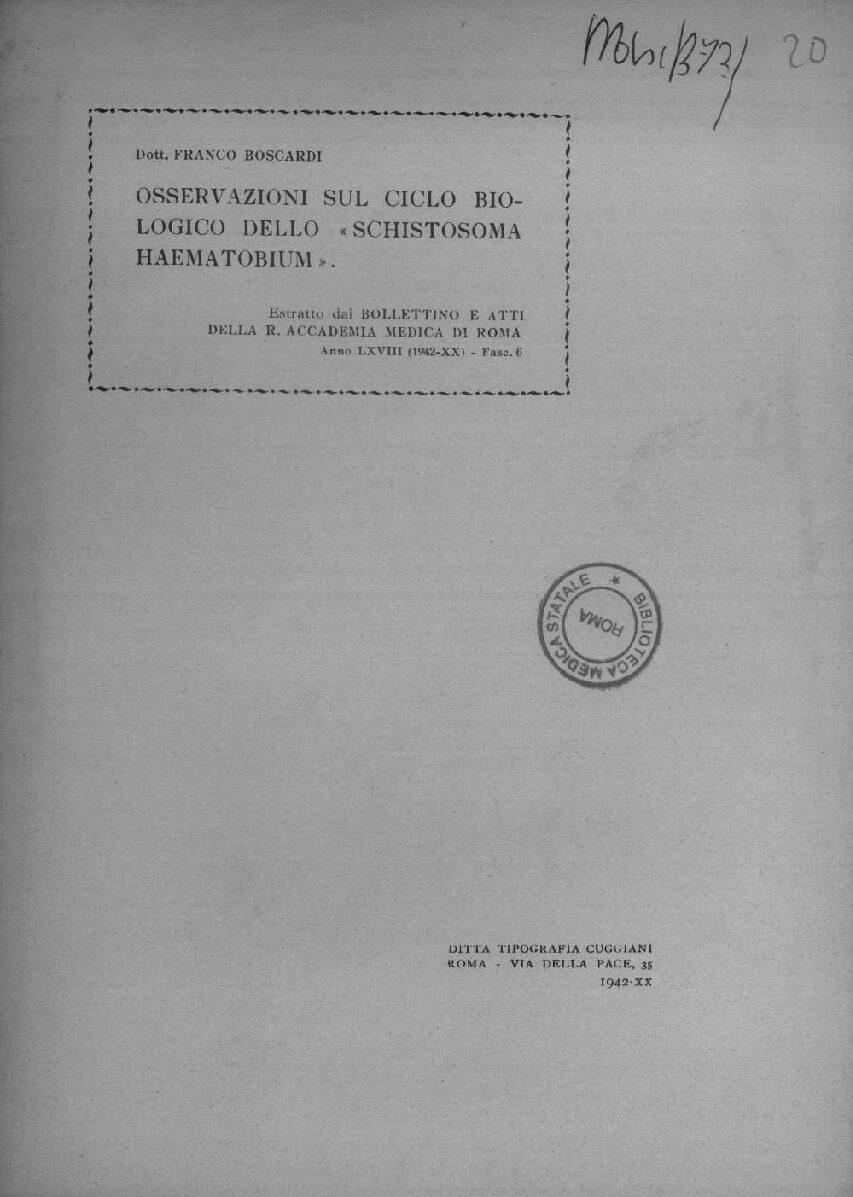 20
Dott. FRANCO BOSCARDI
OSSERVAZIONI SUL CICLO BIO-
LOGICO DELLO « SCHISTOSOMA
HAEMATOBIUM ».
Estratto dal BOLLETTINO E ATTI
DELLA R. ACCADEMIA MEDICA DI ROMA
Anno LXVIII (1942-XX) - Fasc. 6
BIBLIOTECA MEDICA STATALE ★
ROMA
DITTA TIPOGRAFIA CUGGIANI
ROMA - VIA DELLA PACE, 35
1942-XX